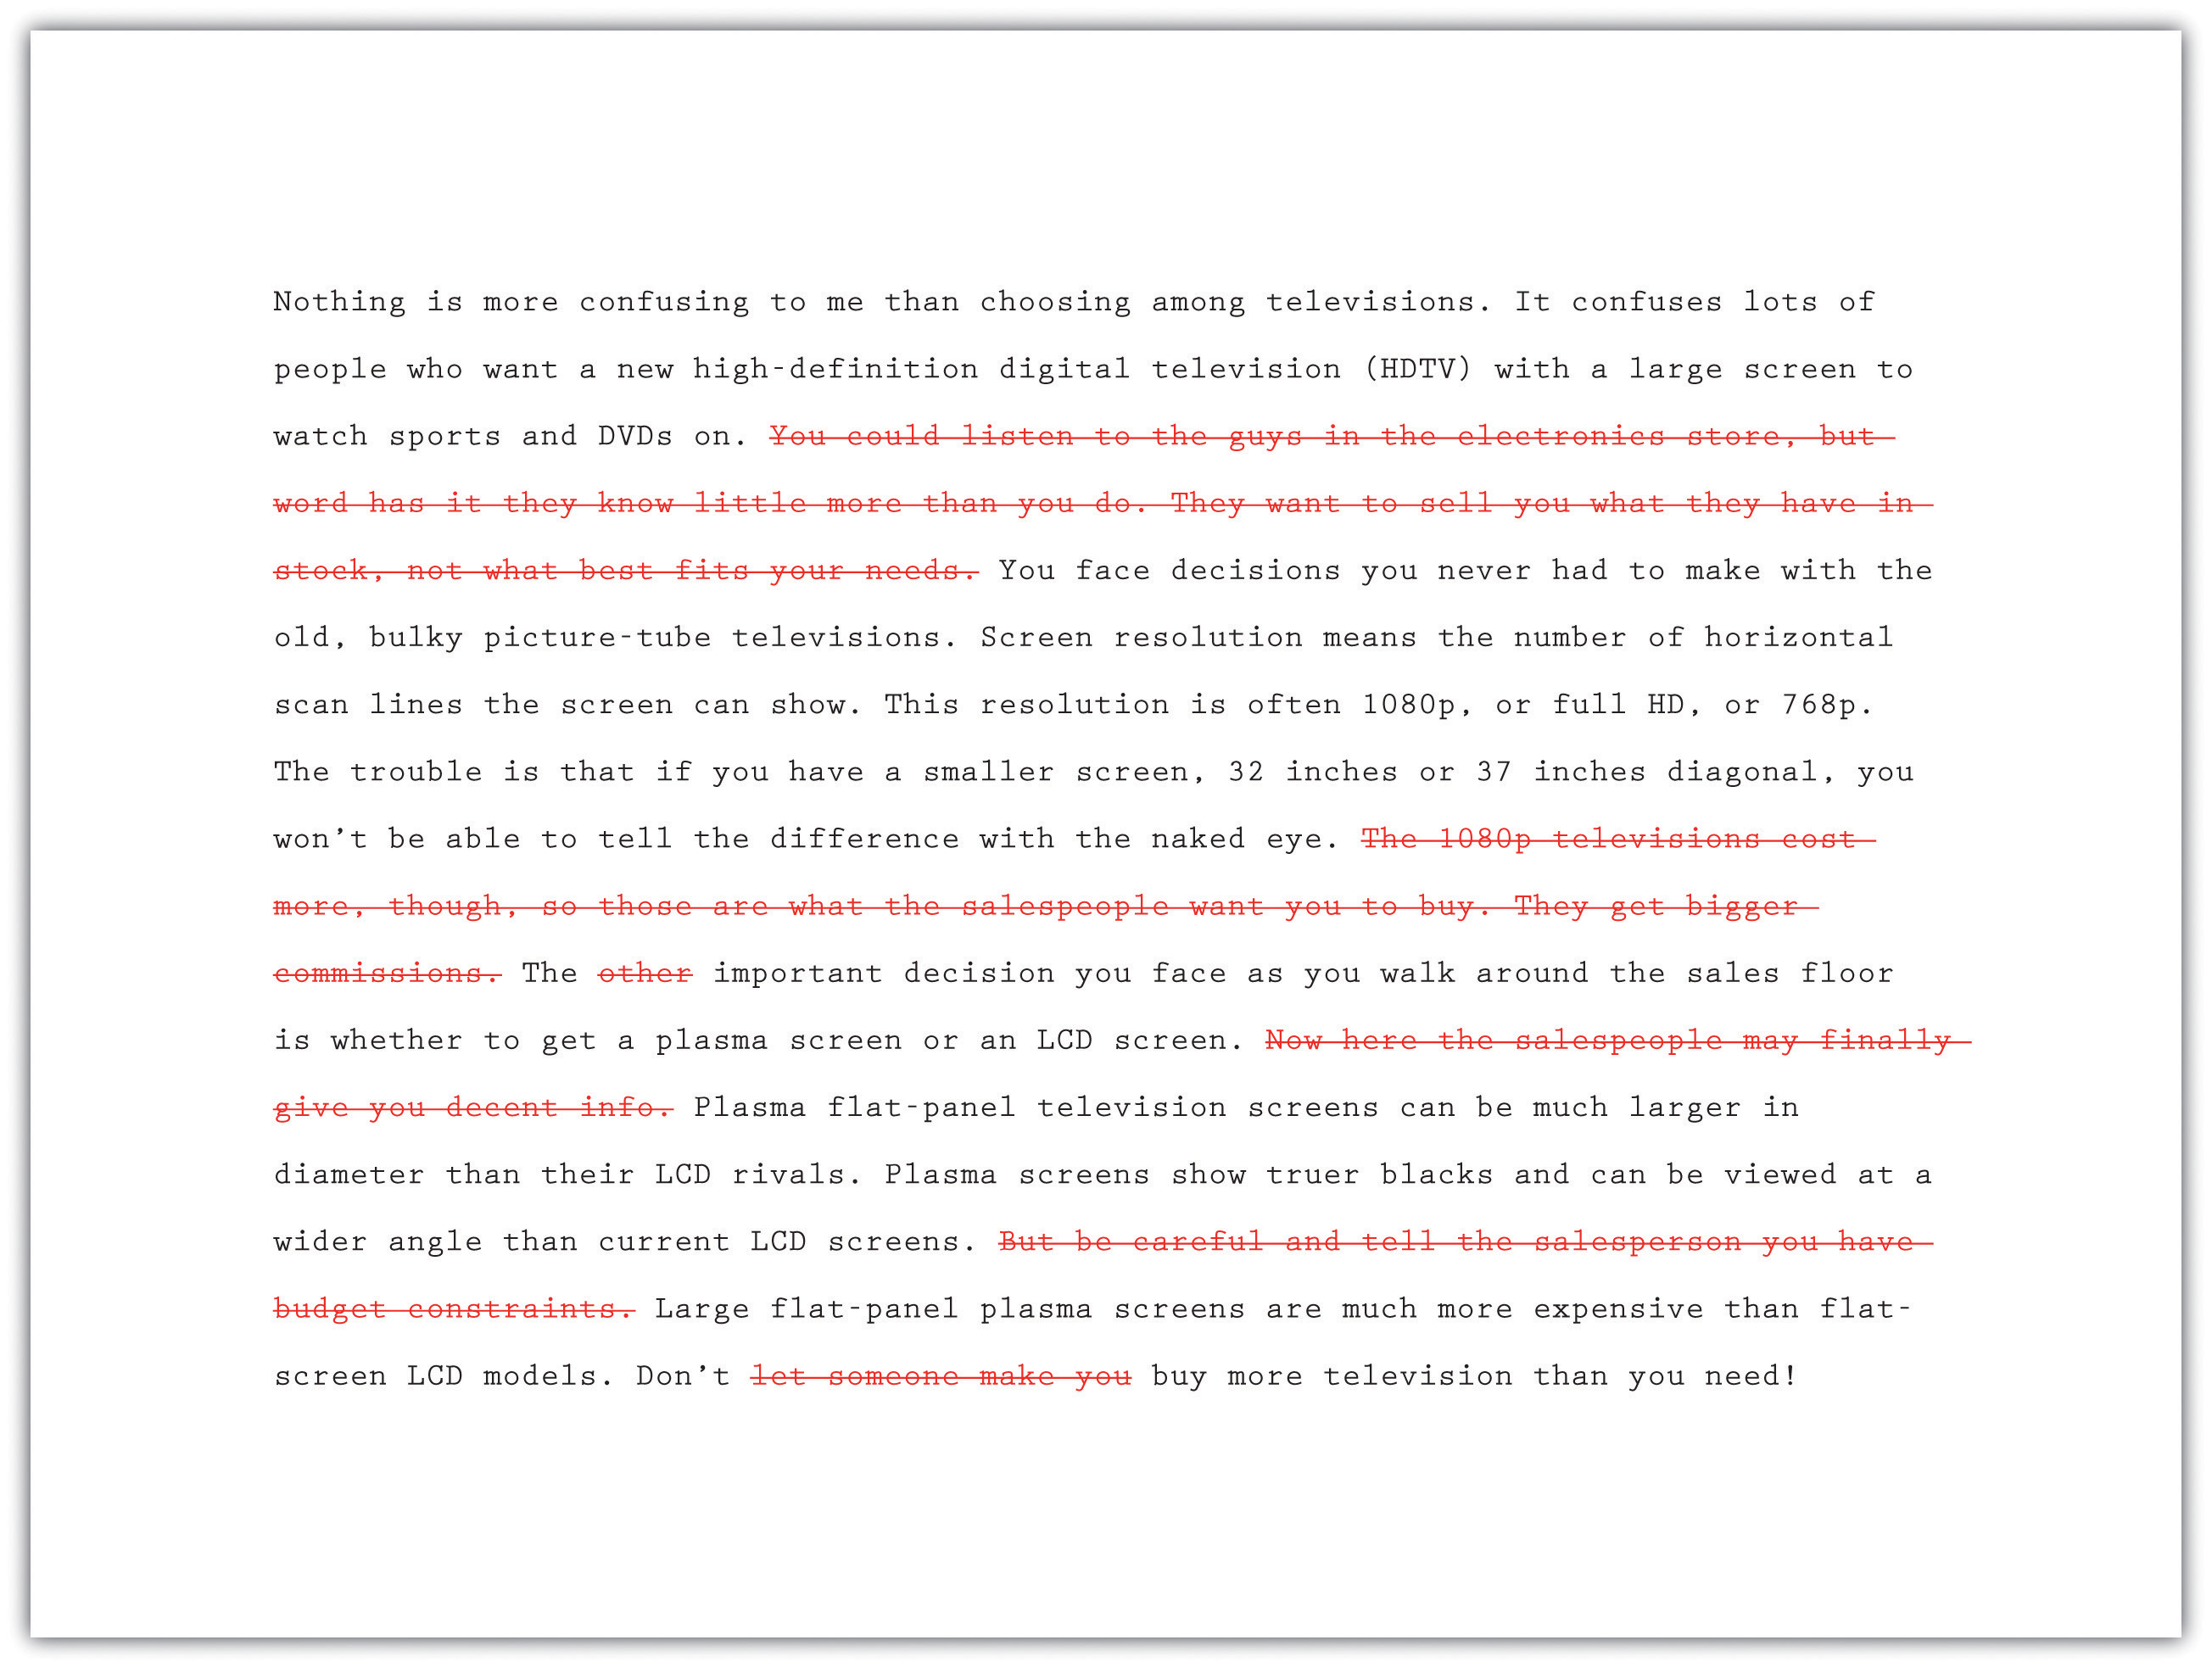 Nothing is more confusing to me than choosing among televisions. It confuses lots of
people who want a new high-definition digital television (HDTV) with a large screen to
watch sports and DVDs on. You could listen to the guys in the electronics store, but
word has it they know little more than you do. They want to sell you what they have in
stock, not what best fits your needs. You face decisions you never had to make with the
old, bulky picture-tube televisions. Screen resolution means the number of horizontal
scan lines the screen can show. This resolution is often 1080p, or full HD, or 768p.
The trouble is that if you have a smaller screen, 32 inches or 37 inches diagonal, you
won’t be able to tell the difference with the naked eye. The 1080p televisions cost
more, though, so those are what the salespeople want you to buy. They get bigger
commissions. The other important decision you face as you walk around the sales floor
is whether to get a plasma screen or an LCD screen. Now here the salespeople may finally
give you decent info. Plasma flat-panel television screens can be much larger in
diameter than their LCD rivals. Plasma screens show truer blacks and can be viewed at a
wider angle than current LCD screens. But be careful and tell the salesperson you have
budget constraints. Large flat-panel plasma screens are much more expensive than flat-
screen LCD models. Don’t let someone make you buy more television than you need!